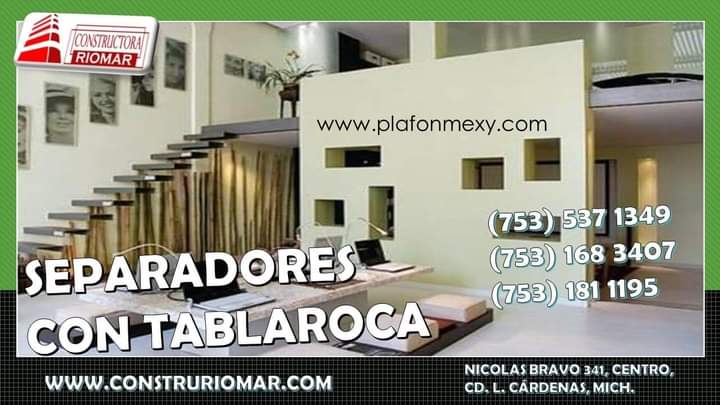 CONSTRUCTORA
RIOMAR
www.plafonmexy.com
(753) 537 1349
(753) 168 3407
(753) 181 1195
SEPARADORES
CON TABLAROCA
WWW.CONSTRURIOMAR.COM
NICOLAS BRAVO 341, CENTRO,
CD. L. CÁRDENAS, MICH.